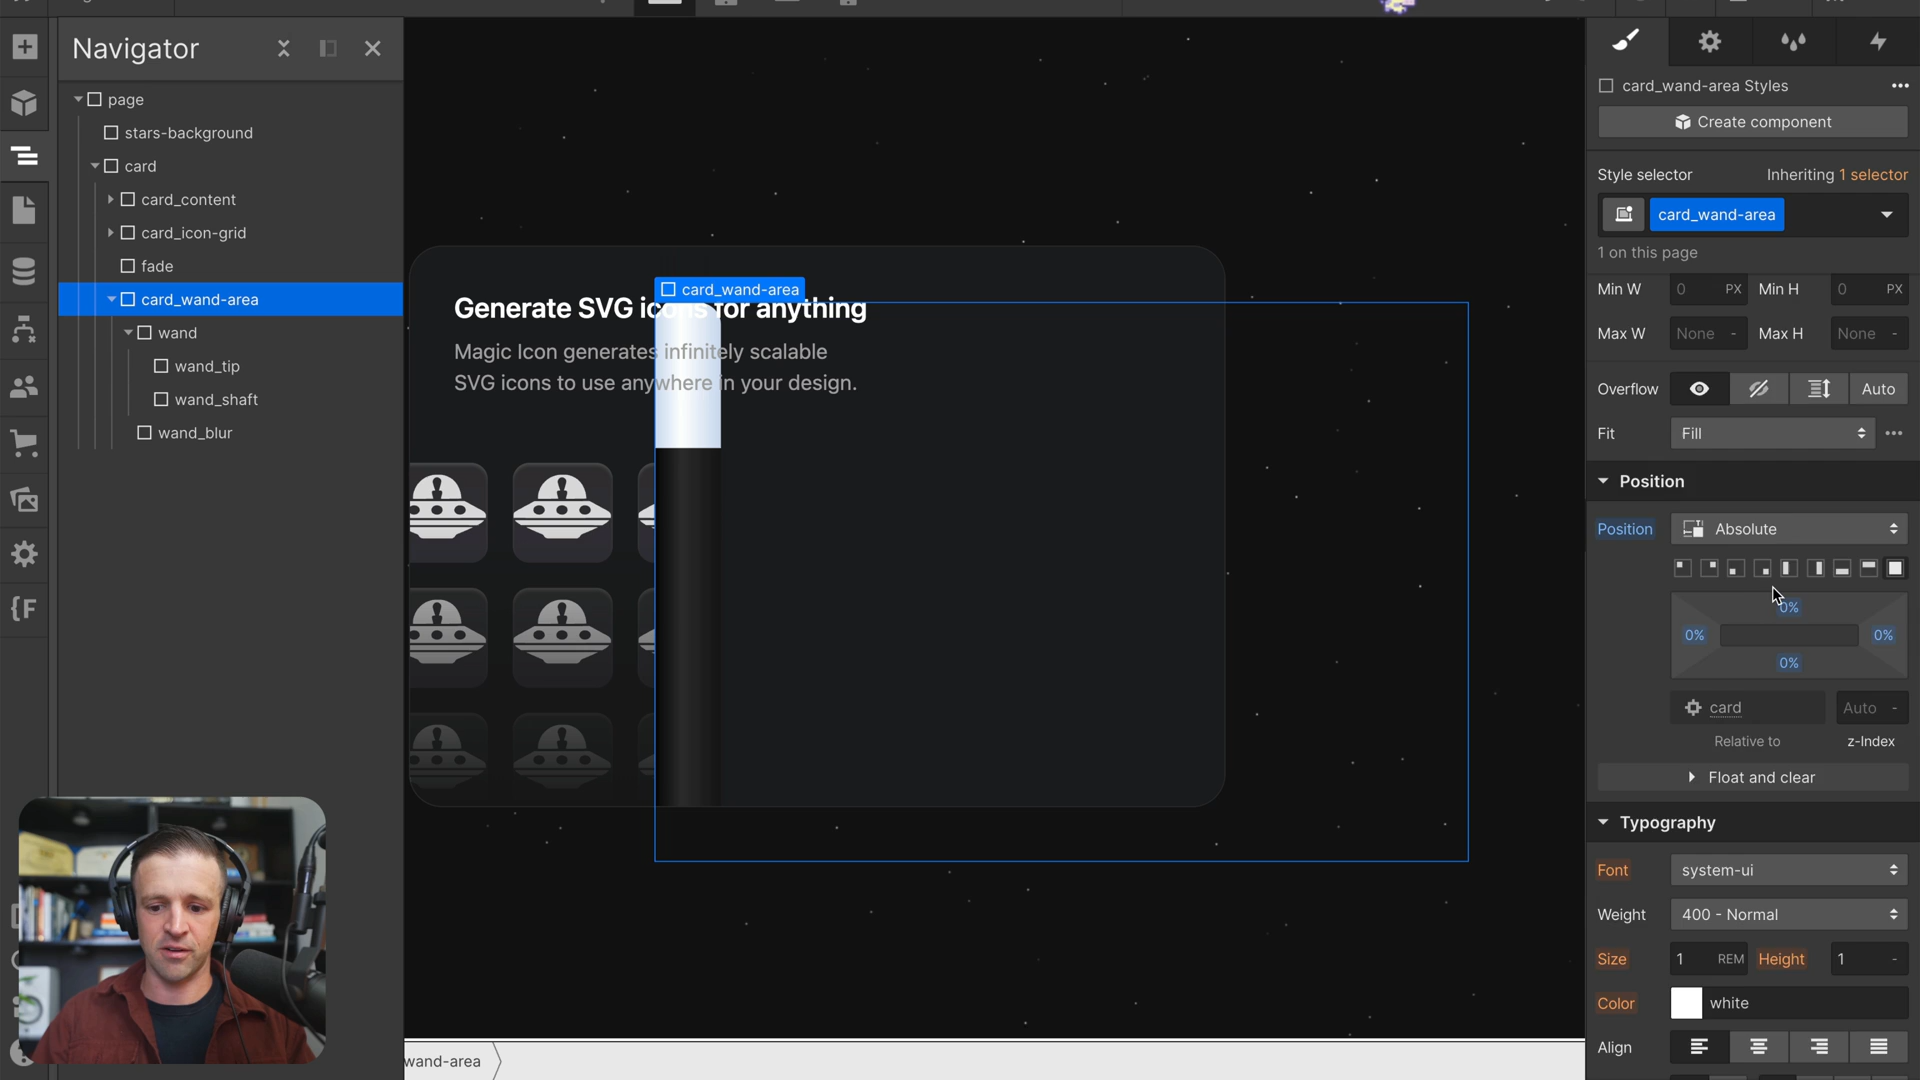 Navigator
page
stars-background
card
card_content
card_icon-grid
fade
card_wand-area
wand
wand_tip
wand_shaft
wand_blur
card_wand-area
Generate SVG icons for anything
Magic Icon generates infinitely scalable
SVG icons to use anywhere in your design.
wand-area
card_wand-area Styles
Create component
Style selector
Inheriting 1 selector
card_wand-area
1 on this page
Min W 0 PX Min H 0 PX
Max W None - Max H None -
Overflow Auto
Fit Fill
Position
Position Absolute
0%
0% 0%
0%
card Auto -
Relative to z-Index
Float and clear
Typography
Font system-ui
Weight 400 - Normal
Size 1 REM Height 1 -
Color white
Align